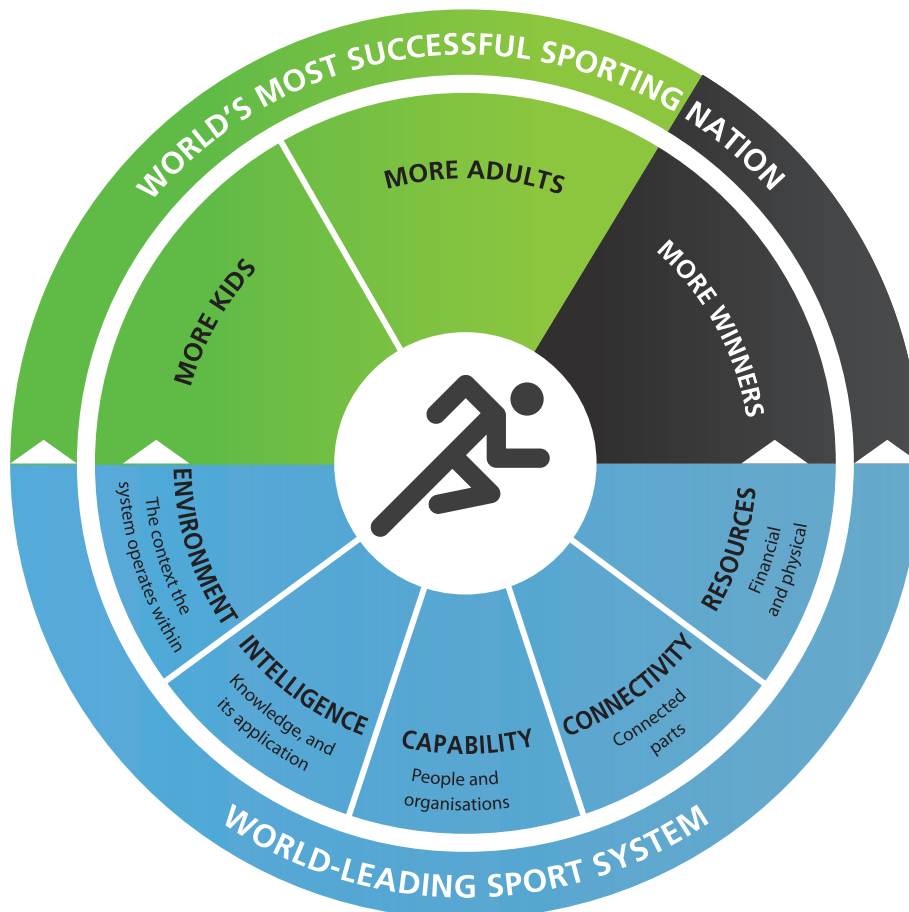 WORLD'S MOST SUCCESSFUL SPORTING NATION
MORE KIDS
MORE ADULTS
MORE WINNERS
ENVIRONMENT
The context the
system operates within
INTELLIGENCE
Knowledge, and
its application
CAPABILITY
People and
organisations
CONNECTIVITY
Connected
parts
RESOURCES
Financial
and physical
WORLD-LEADING SPORT SYSTEM